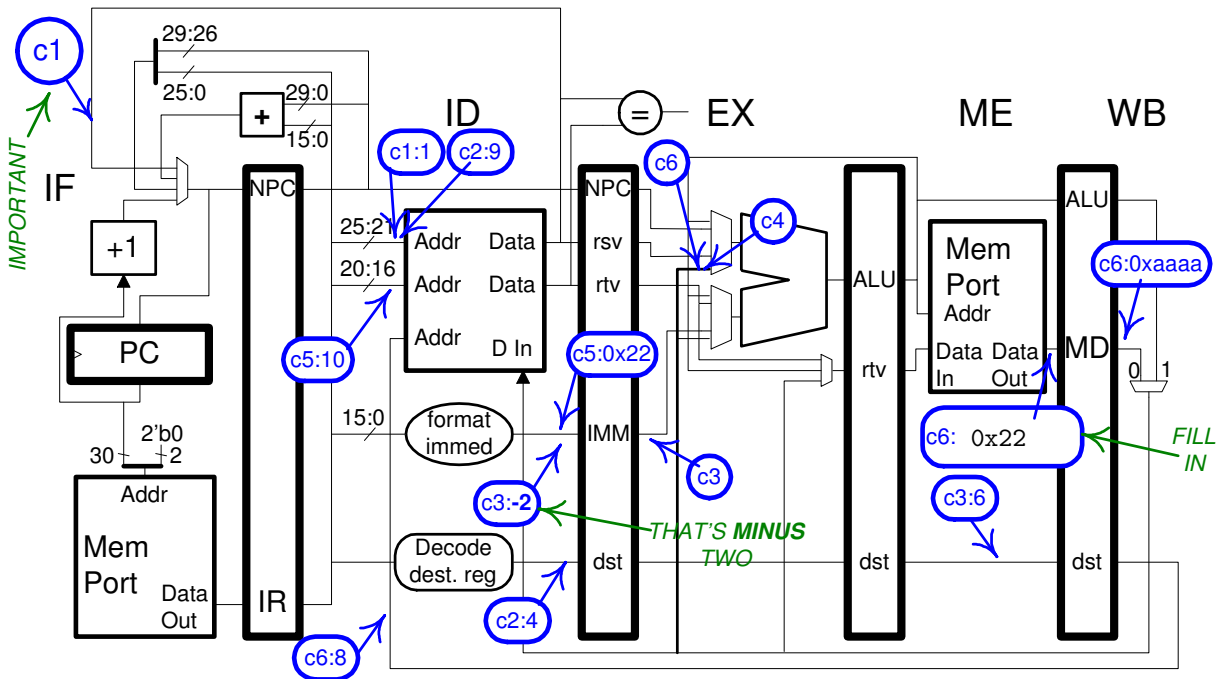 c1
29:26
25:0
29:0
15:0
+
ID
=
EX
ME
WB
IMPORTANT
IF
c1:1
c2:9
c6
c4
NPC
NPC
ALU
+1
25:21
20:16
Addr
Data
Addr
Data
Addr
D In
rsv
rtv
ALU
Mem
Port
Addr
Data
In
Data
Out
c6:0xaaaa
MD
0
1
PC
c5:10
c5:0x22
rtv
15:0
format
immed
IMM
c6: 0x22
FILL
IN
2'b0
30
2
Addr
Mem
Port
Data
Out
c3
c3:-2
THAT'S MINUS
TWO
c3:6
Decode
dest. reg
dst
dst
dst
IR
c2:4
c6:8